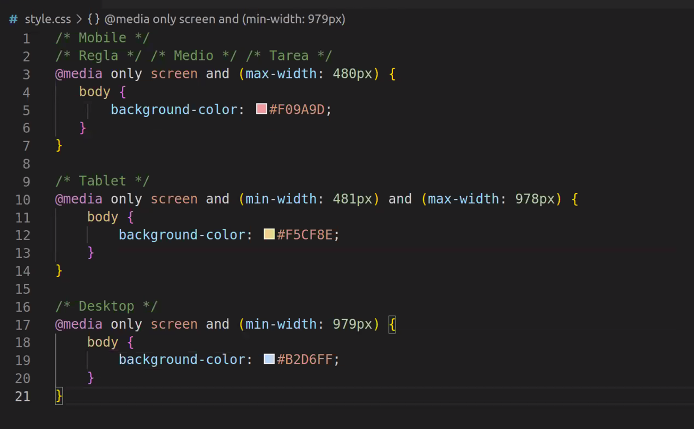 # style.css > {} @media only screen and (min-width: 979px)
1 /* Mobile */
2 /* Regla */ /* Medio */ /* Tarea */
3 @media only screen and (max-width: 480px) {
4 body {
5 background-color: #F09A9D;
6 }
7 }
8
9 /* Tablet */
10 @media only screen and (min-width: 481px) and (max-width: 978px) {
11 body {
12 background-color: #F5CF8E;
13 }
14 }
15
16 /* Desktop */
17 @media only screen and (min-width: 979px) {
18 body {
19 background-color: #B2D6FF;
20 }
21 }